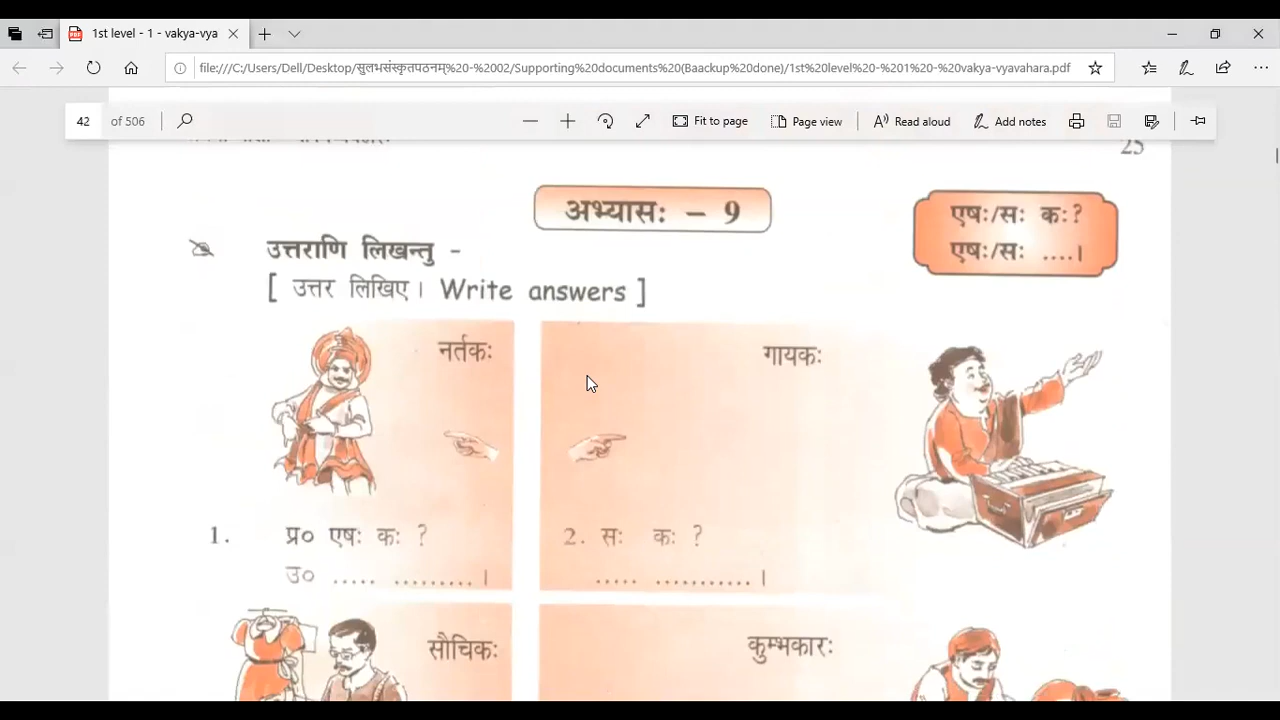 1st level - 1 - vakya-vya
file:///C:/Users/Dell/Desktop/सुलभसंस्कृतपठनम्%20-%2002/Supporting%20documents%20(Baackup%20done)/1st%20level%20-%201%20-%20vakya-vyavahara.pdf
42 of 506 Fit to page Page view Read aloud Add notes
25
अभ्यासः - 9
एषः/सः कः?
एषः/सः ....।
उत्तराणि लिखन्तु -
[ उत्तर लिखिए। Write answers ]
नर्तकः गायकः
1. प्र० एषः कः ? 2. सः कः ?
उ० ..... .........। ..... ...........।
सौचिकः कुम्भकारः